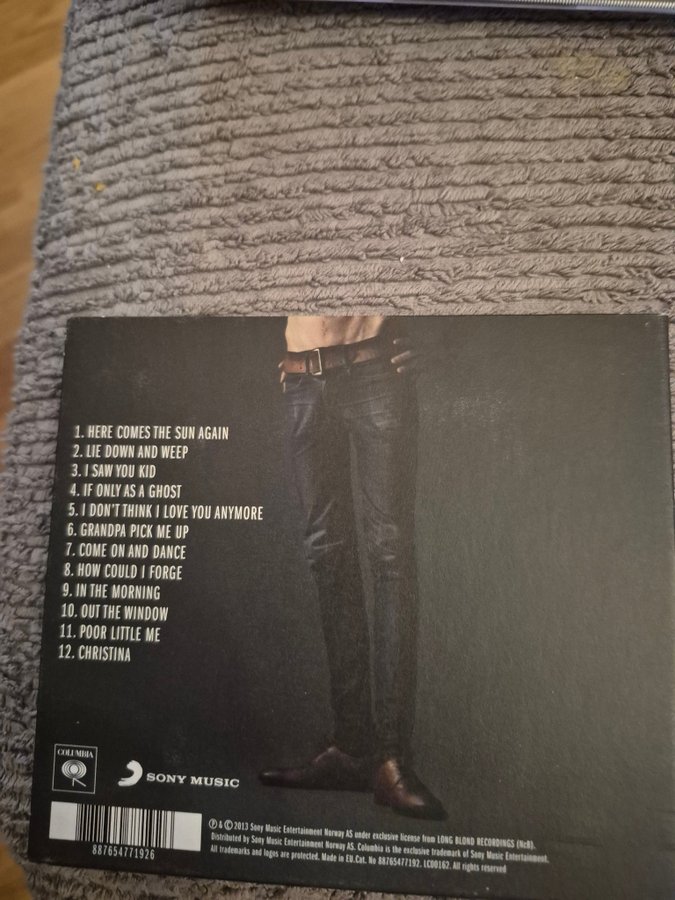 1. HERE COMES THE SUN AGAIN
2. LIE DOWN AND WEEP
3. I SAW YOU KID
4. IF ONLY AS A GHOST
5. I DON'T THINK I LOVE YOU ANYMORE
6. GRANDPA PICK ME UP
7. COME ON AND DANCE
8. HOW COULD I FORGE
9. IN THE MORNING
10. OUT THE WINDOW
11. POOR LITTLE ME
12. CHRISTINA
COLUMBIA
SONY MUSIC
887654771926
℗ & © 2013 Sony Music Entertainment Norway AS under exclusive license from LONG BLOND RECORDINGS (NcB).
Distributed by Sony Music Entertainment Norway AS. Columbia is the exclusive trademark of Sony Music Entertainment.
All trademarks and logos are protected. Made in EU.Cat. No 88765477192. LC00162. All rights reserved